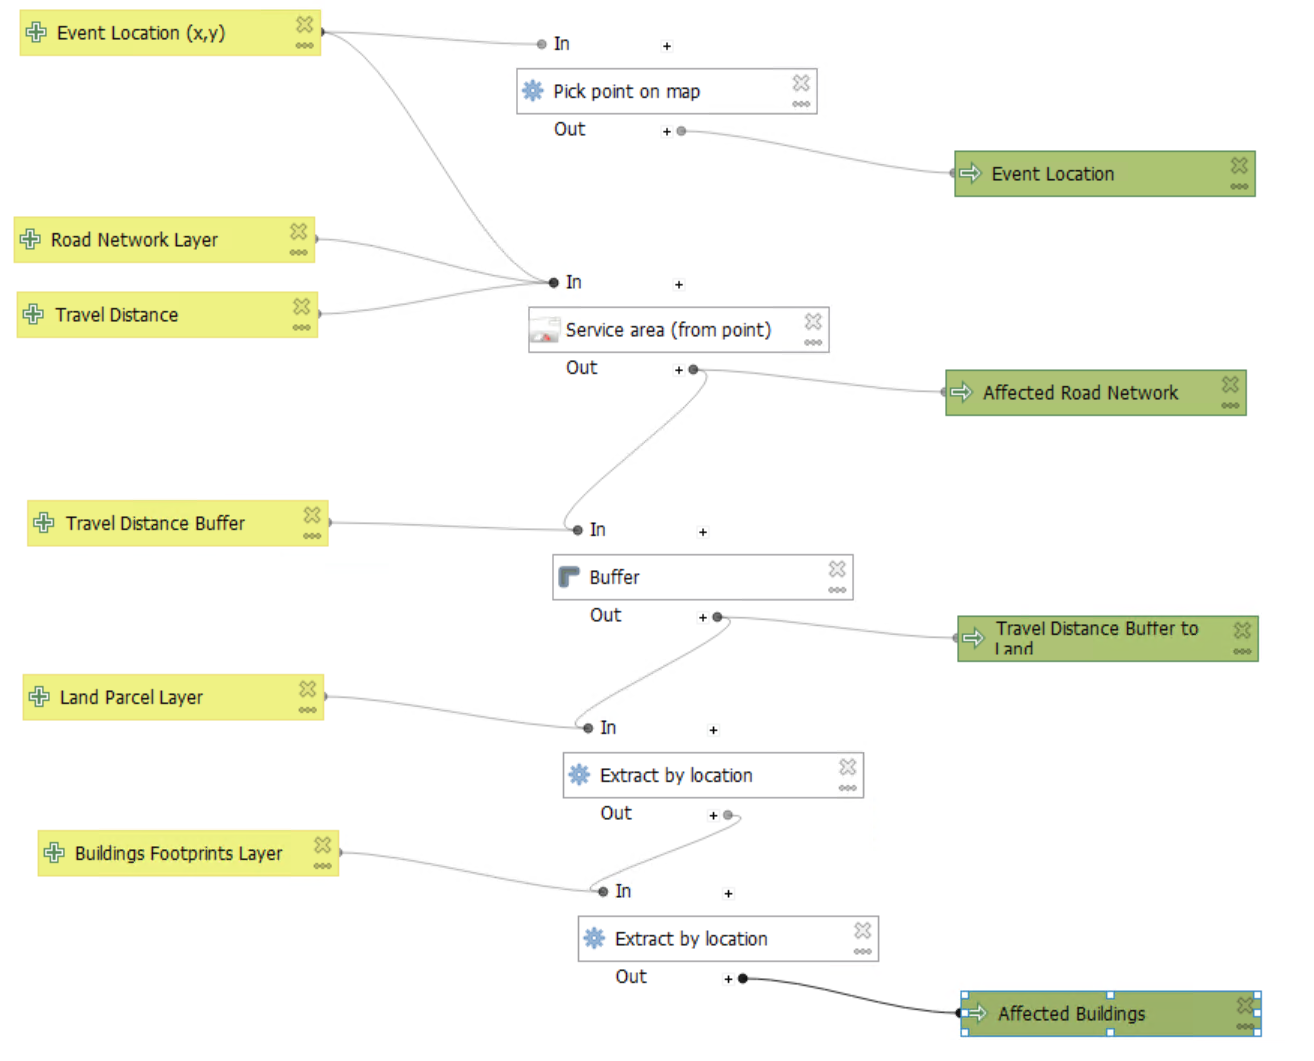 Event Location (x,y)
In
Pick point on map
Out
Event Location
Road Network Layer
In
Travel Distance
Service area (from point)
Out
Affected Road Network
Travel Distance Buffer
In
Buffer
Out
Travel Distance Buffer to
Land
Land Parcel Layer
In
Extract by location
Out
Buildings Footprints Layer
In
Extract by location
Out
Affected Buildings